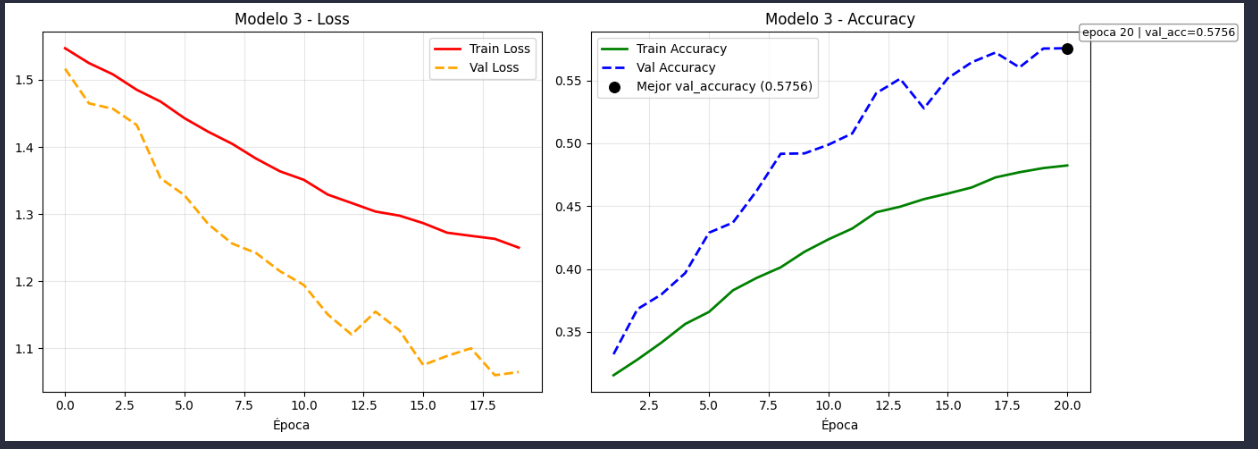 Modelo 3 - Loss
Train Loss
Val Loss
1.5
1.4
1.3
1.2
1.1
0.0 2.5 5.0 7.5 10.0 12.5 15.0 17.5
Época
Modelo 3 - Accuracy
epoca 20 | val_acc=0.5756
Train Accuracy
Val Accuracy
Mejor val_accuracy (0.5756)
0.55
0.50
0.45
0.40
0.35
2.5 5.0 7.5 10.0 12.5 15.0 17.5 20.0
Época